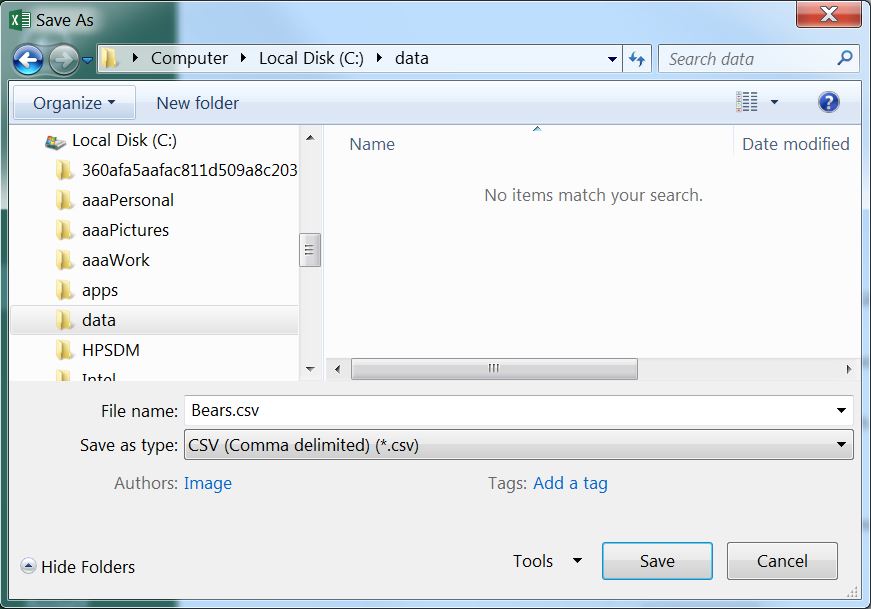 Save As
Computer Local Disk (C:) data
Search data
Organize New folder
Local Disk (C:)
360afa5aafac811d509a8c203
aaaPersonal
aaaPictures
aaaWork
apps
data
HPSDM
Intel
Name Date modified
No items match your search.
File name: Bears.csv
Save as type: CSV (Comma delimited) (*.csv)
Authors: Image Tags: Add a tag
Hide Folders Tools Save Cancel